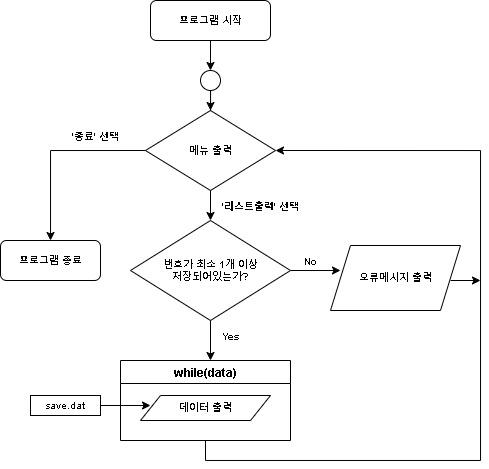 프로그램 시작
'종료' 선택
메뉴 출력
'리스트출력' 선택
프로그램 종료
번호가 최소 1개 이상
저장되어있는가?
No
오류메시지 출력
Yes
while(data)
save.dat
데이터 출력